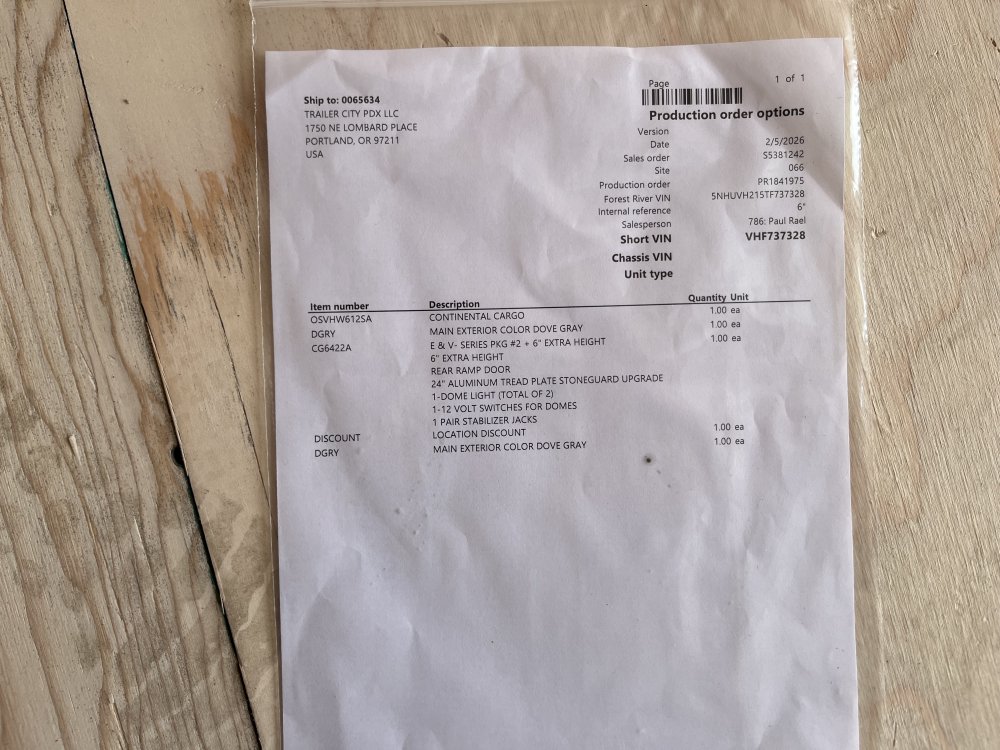 Page 1 of 1
Production order options
Ship to: 0065634
TRAILER CITY PDX LLC
1750 NE LOMBARD PLACE
PORTLAND, OR 97211
USA
Version
Date 2/5/2026
Sales order S5381242
Site 066
Production order PR1841975
Forest River VIN 5NHUVH215TF737328
Internal reference 6"
Salesperson 786: Paul Rael
Short VIN VHF737328
Chassis VIN
Unit type
Item number Description Quantity Unit
OSVHW612SA CONTINENTAL CARGO 1.00 ea
DGRY MAIN EXTERIOR COLOR DOVE GRAY 1.00 ea
CG6422A E & V- SERIES PKG #2 + 6" EXTRA HEIGHT 1.00 ea
6" EXTRA HEIGHT
REAR RAMP DOOR
24" ALUMINUM TREAD PLATE STONEGUARD UPGRADE
1-DOME LIGHT (TOTAL OF 2)
1-12 VOLT SWITCHES FOR DOMES
1 PAIR STABILIZER JACKS
DISCOUNT LOCATION DISCOUNT 1.00 ea
DGRY MAIN EXTERIOR COLOR DOVE GRAY 1.00 ea